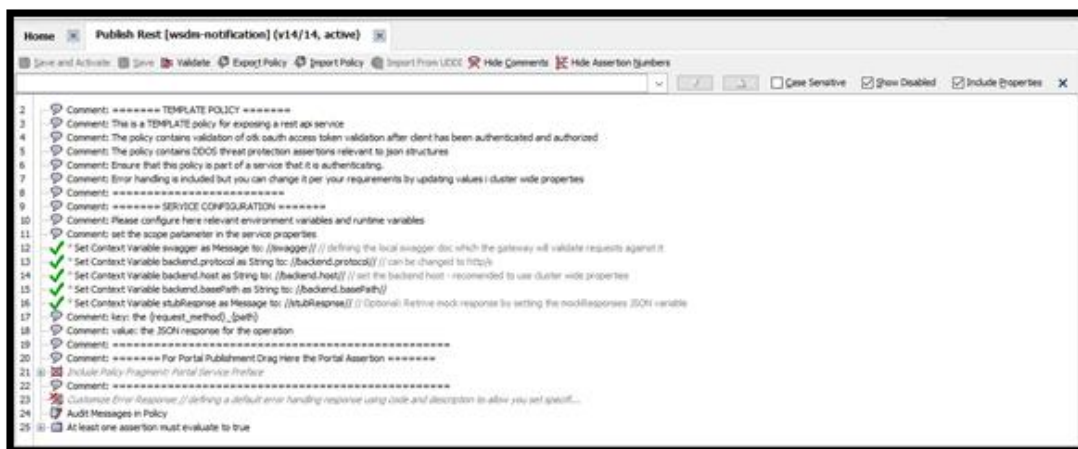 Home Publish Rest [wsdm-notification] (v14/14, active)
Save and Activate Save Validate Export Policy Import Policy Import From UDDI Hide Comments Hide Assertion Numbers
Case Sensitive Show Disabled Include Properties
2 Comment: ======= TEMPLATE POLICY =======
3 Comment: This is a TEMPLATE policy for exposing a rest api service
4 Comment: The policy contains validation of otk oauth access token validation after client has been authenticated and authorized
5 Comment: The policy contains DDOS threat protection assertions relevant to json structures
6 Comment: Ensure that this policy is part of a service that it is authenticating.
7 Comment: Error handling is included but you can change it per your requirements by updating values i cluster wide properties
8 Comment: ==========================
9 Comment: ======= SERVICE CONFIGURATION =======
10 Comment: Please configure here relevant environment variables and runtime variables
11 Comment: set the scope patameter in the service properties
12 * Set Context Variable swagger as Message to: //swagger// // defining the local swagger doc which the gateway will validate requests against it
13 * Set Context Variable backend.protocol as String to: //backend.protocol// // can be changed to http/s
14 * Set Context Variable backend.host as String to: //backend.host// // set the backend host - recomended to use cluster wide properties
15 * Set Context Variable backend.basePath as String to: //backend.basePath//
16 * Set Context Variable stubRespnse as Message to: //stubRespnse// // Optional: Retrive mock response by setting the mockResponses JSON variable
17 Comment: key: the {request_method}_{path}
18 Comment: value: the JSON response for the operation
19 Comment: ===============================================
20 Comment: ======= For Portal Publishment Drag Here the Portal Assertion =======
21 Include Policy Fragment: Portal Service Preface
22 Comment: ===============================================
23 Customize Error Response // defining a default error handling response using code and description to allow you set specifi...
24 Audit Messages in Policy
25 At least one assertion must evaluate to true